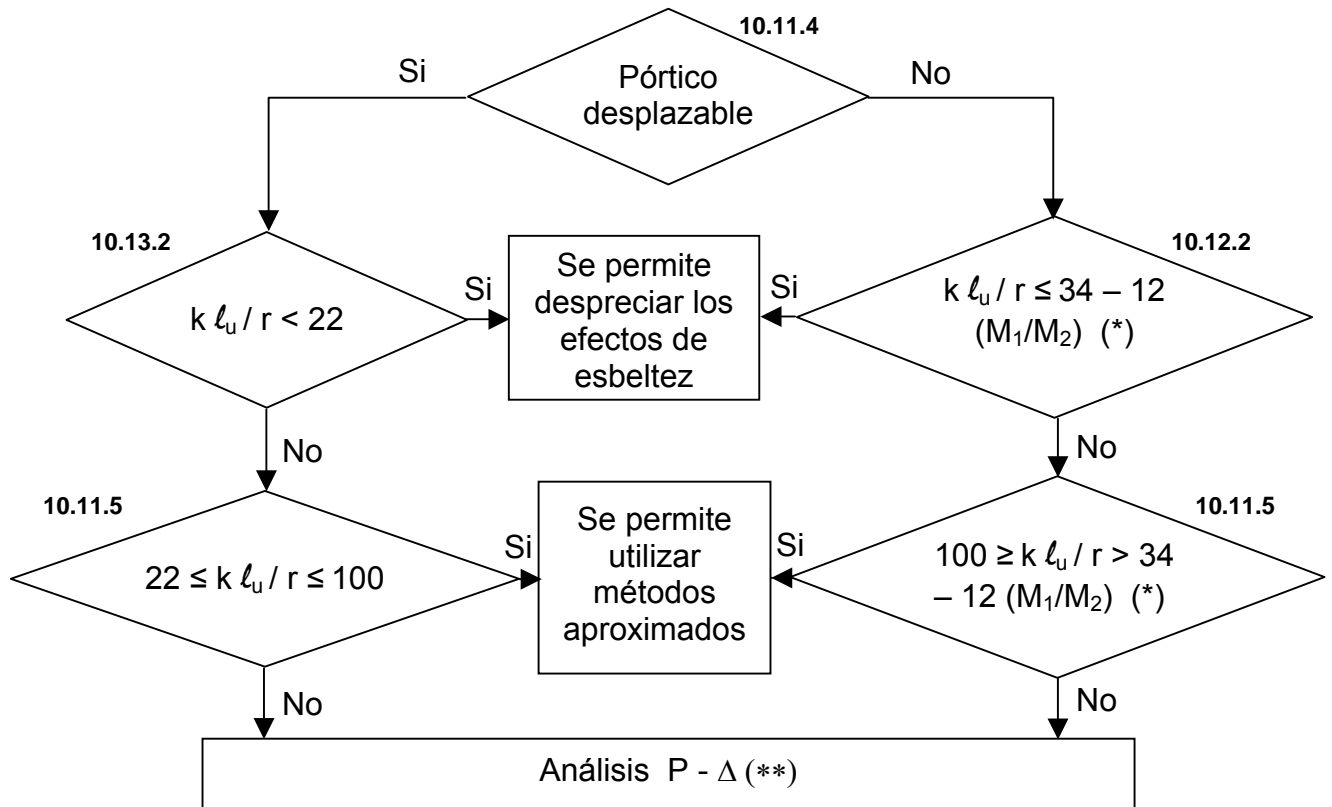 10.11.4
Si
Pórtico
desplazable
No
10.13.2
k ℓu / r < 22
Si
Se permite
despreciar los
efectos de
esbeltez
Si
10.12.2
k ℓu / r ≤ 34 – 12
(M1/M2) (*)
No
No
10.11.5
22 ≤ k ℓu / r ≤ 100
Si
Se permite
utilizar
métodos
aproximados
Si
10.11.5
100 ≥ k ℓu / r > 34
– 12 (M1/M2) (*)
No
No
Análisis P - Δ (**)